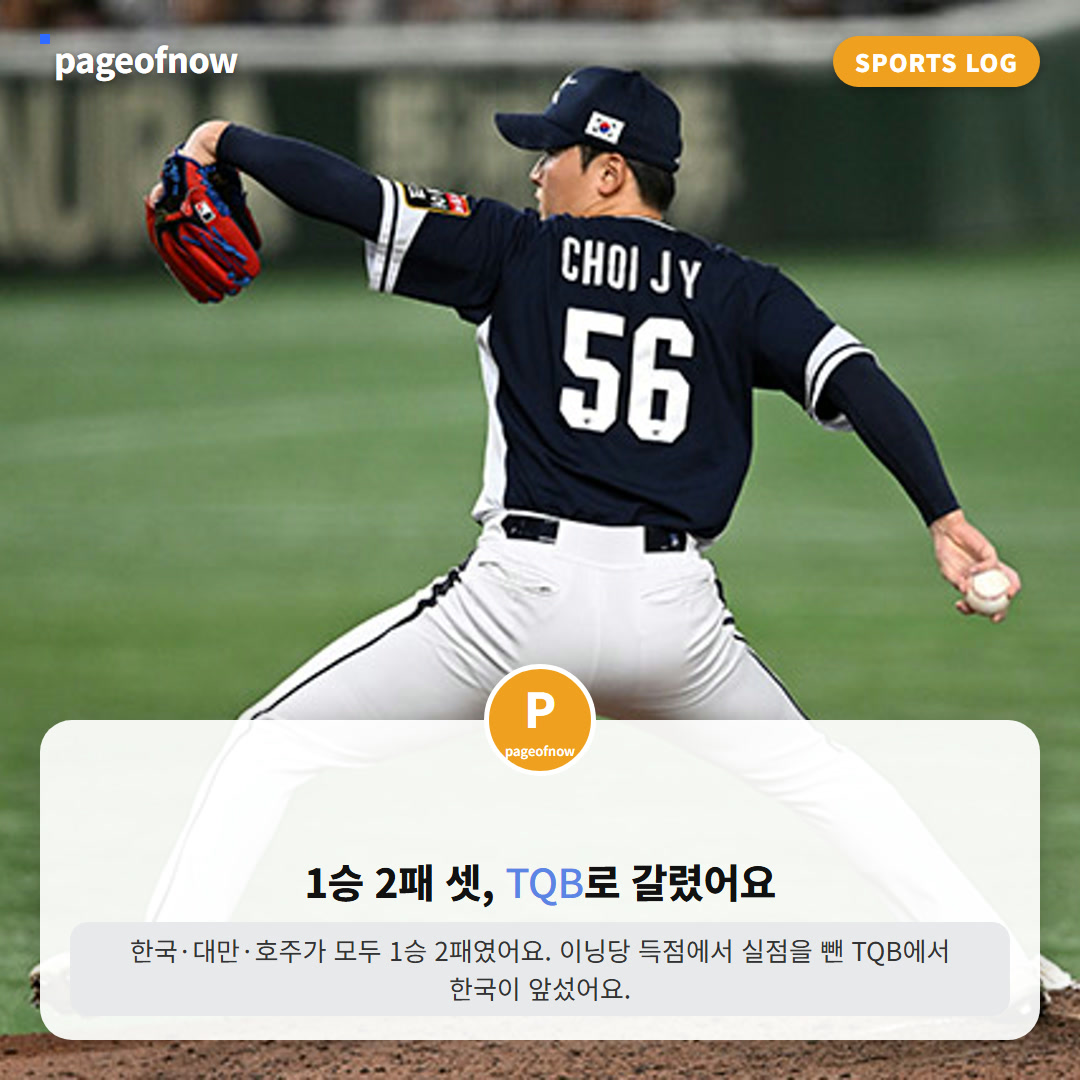 pageofnow
SPORTS LOG
CHOI J Y
56
P
pageofnow
1승 2패 셋, TQB로 갈렸어요
한국·대만·호주가 모두 1승 2패였어요. 이닝당 득점에서 실점을 뺀 TQB에서
한국이 앞섰어요.